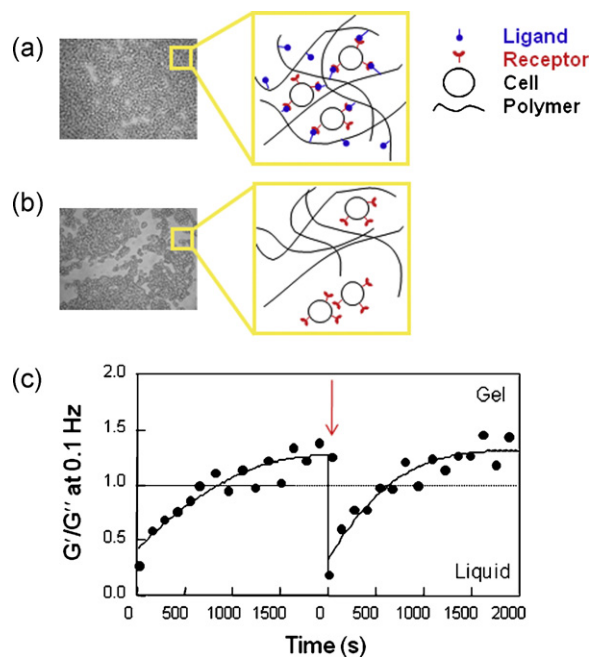 (a)
Ligand
Receptor
Cell
Polymer
(b)
(c)
G′/G″ at 0.1 Hz
2.0
1.5
1.0
0.5
0.0
Gel
Liquid
0 500 1000 1500 0 500 1000 1500 2000
Time (s)